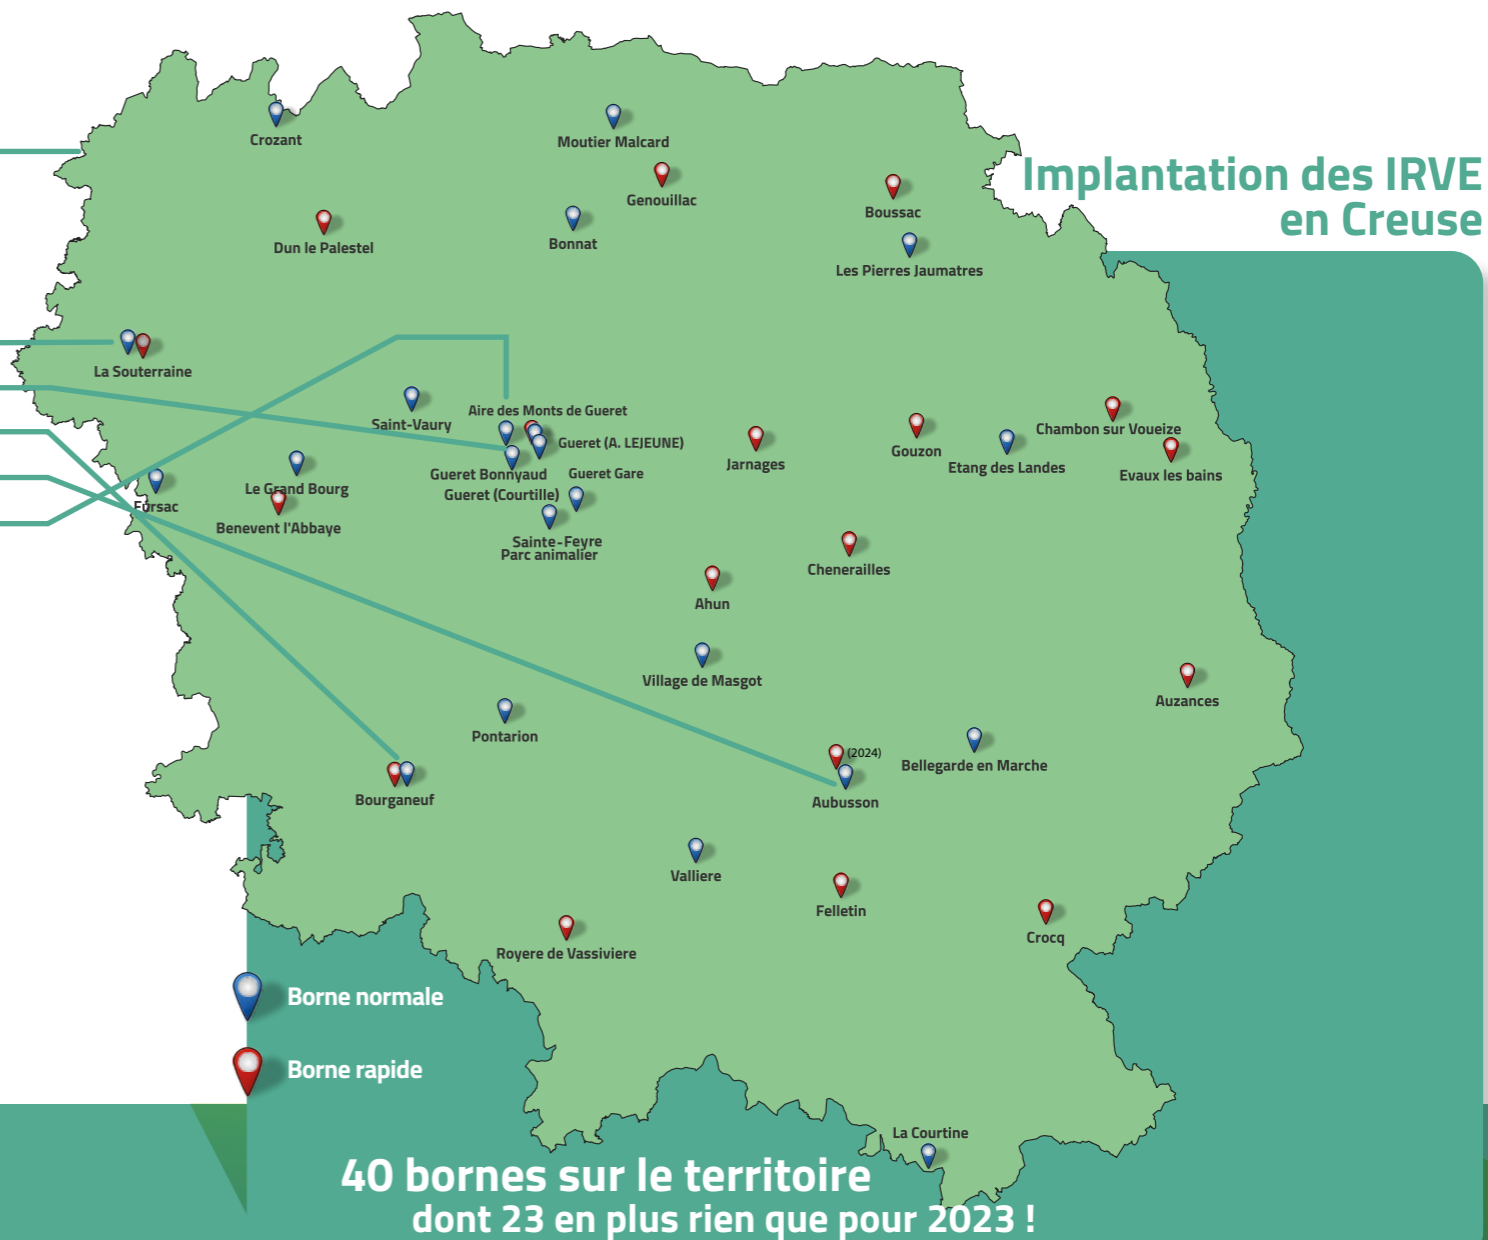 Implantation des IRVE
en Creuse
Crozant
Moutier Malcard
Genouillac
Boussac
Dun le Palestel
Bonnat
Les Pierres Jaumatres
La Souterraine
Saint-Vaury
Aire des Monts de Gueret
Gueret (A. LEJEUNE)
Jarnages
Gouzon
Chambon sur Voueize
Etang des Landes
Evaux les bains
Gueret Bonnyaud
Gueret Gare
Gueret (Courtille)
Le Grand Bourg
Fursac
Benevent l'Abbaye
Sainte-Feyre
Parc animalier
Chenerailles
Ahun
Village de Masgot
Auzances
Pontarion
(2024)
Bellegarde en Marche
Bourganeuf
Aubusson
Valliere
Felletin
Crocq
Royere de Vassiviere
Borne normale
Borne rapide
La Courtine
40 bornes sur le territoire
dont 23 en plus rien que pour 2023 !